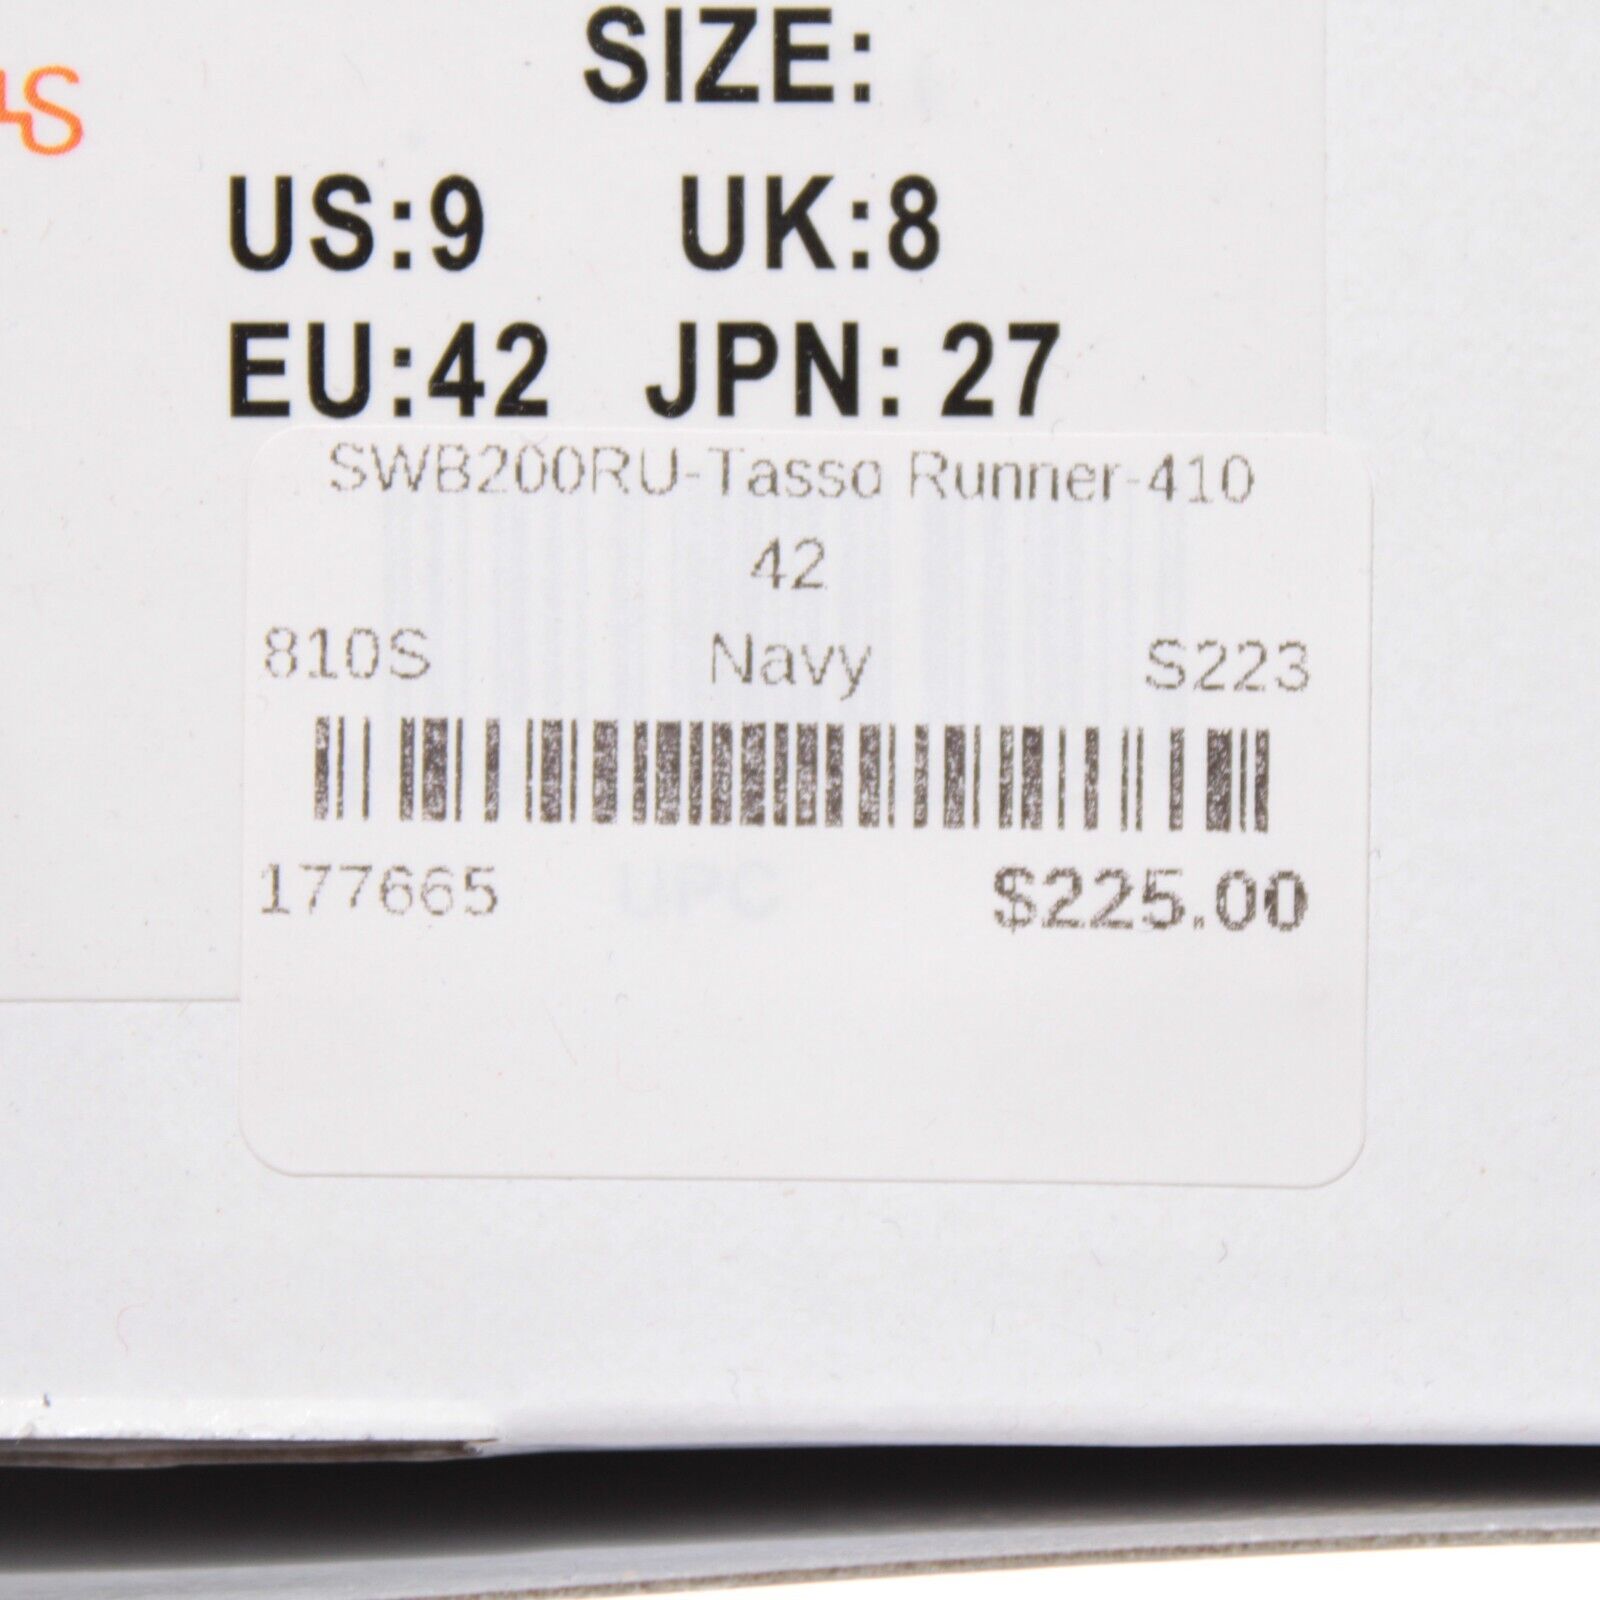 SIZE:
US:9 UK:8
EU:42 JPN: 27
SWB200RU-Tasso Runner-410
42
810S Navy S223
177665 UPC $225.00